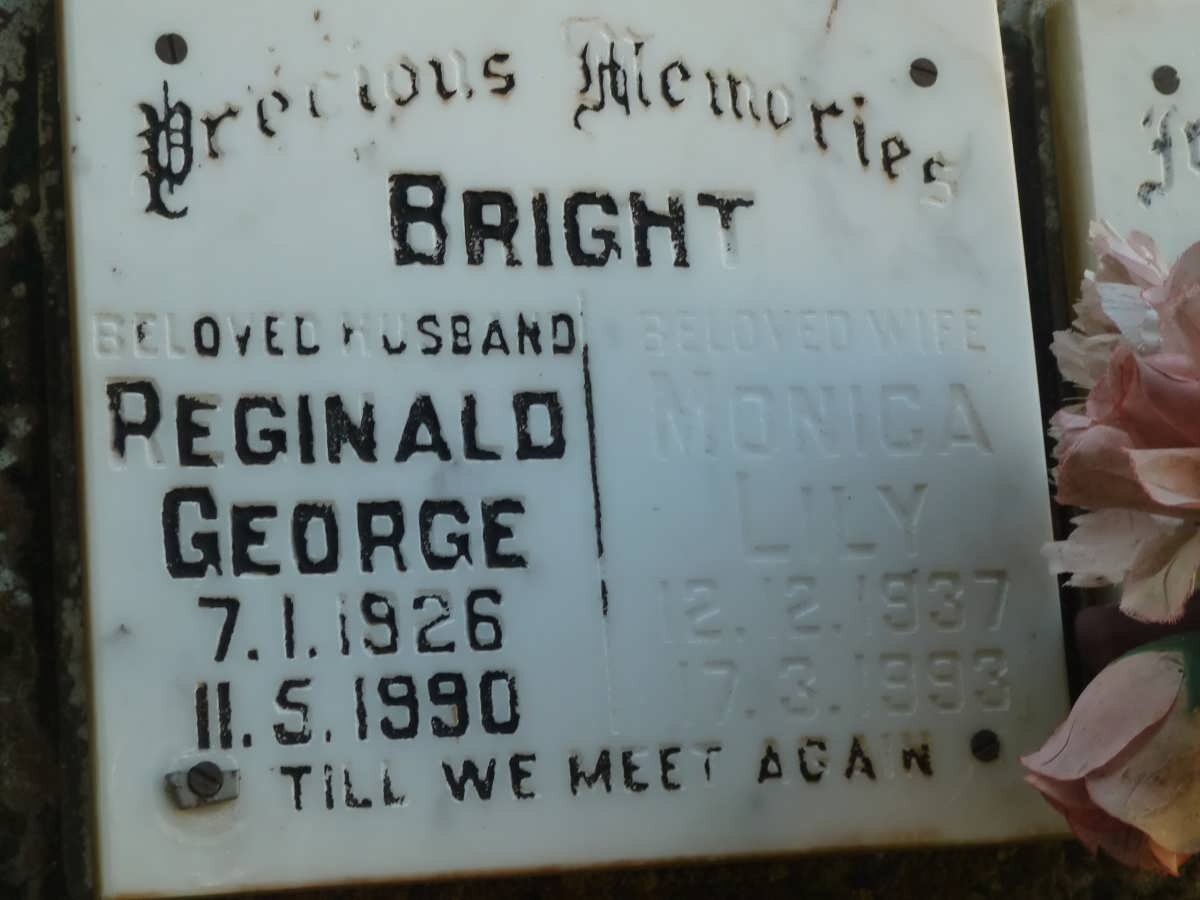 Precious Memories
BRIGHT
BELOVED HUSBAND
REGINALD
GEORGE
7.1.1926
11.5.1990
BELOVED WIFE
MONICA
LILY
12.12.1937
17.3.1993
TILL WE MEET AGAIN